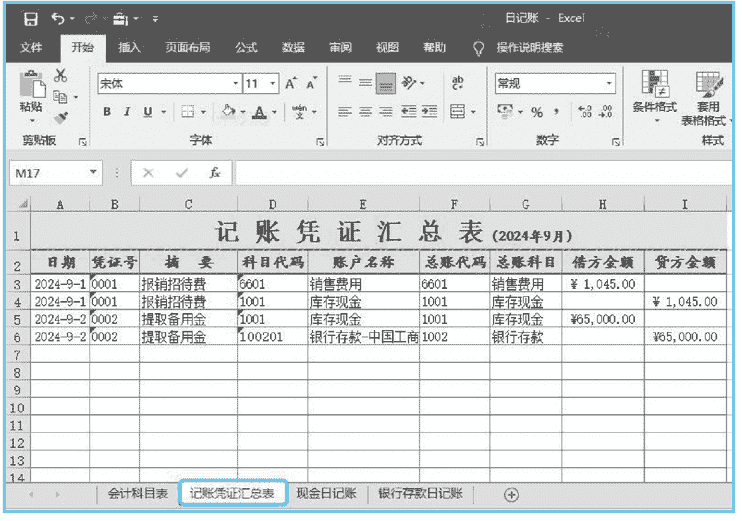 日记账 - Excel
文件 开始 插入 页面布局 公式 数据 审阅 视图 帮助 操作说明搜索
宋体 11 A A ab 常规
粘贴 B I U A wén 文 % , 条件格式 套用
表格格式
剪贴板 字体 对齐方式 数字 样式
M17 fx
A B C D E F G H I
1 记 账 凭 证 汇 总 表 (2024年9月)
2 日期 凭证号 摘 要 科目代码 账户名称 总账代码 总账科目 借方金额 贷方金额
3 2024-9-1 0001 报销招待费 6601 销售费用 6601 销售费用 ¥ 1,045.00
4 2024-9-1 0001 报销招待费 1001 库存现金 1001 库存现金 ¥ 1,045.00
5 2024-9-2 0002 提取备用金 1001 库存现金 1001 库存现金 ¥65,000.00
6 2024-9-2 0002 提取备用金 100201 银行存款-中国工商 1002 银行存款 ¥65,000.00
7
8
9
10
11
12
13
14
会计科目表 记账凭证汇总表 现金日记账 银行存款日记账